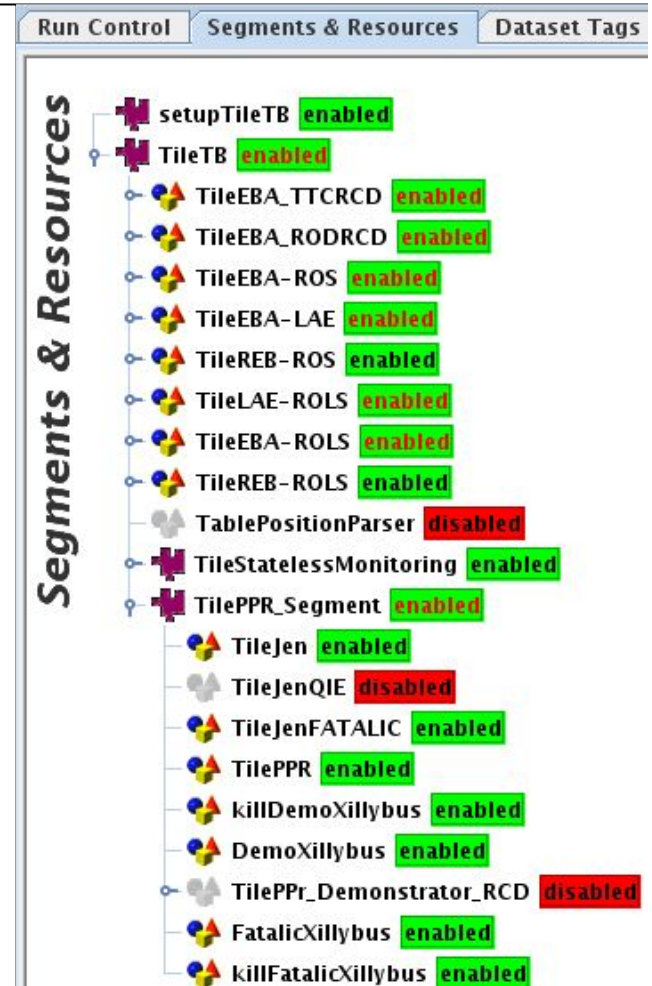 Run Control Segments & Resources Dataset Tags
Segments & Resources
setupTileTB enabled
TileTB enabled
TileEBA_TTCRCD enabled
TileEBA_RODRCD enabled
TileEBA-ROS enabled
TileEBA-LAE enabled
TileREB-ROS enabled
TileLAE-ROLS enabled
TileEBA-ROLS enabled
TileREB-ROLS enabled
TablePositionParser disabled
TileStatelessMonitoring enabled
TilePPR_Segment enabled
TileJen enabled
TileJenQIE disabled
TileJenFATALIC enabled
TilePPR enabled
killDemoXillybus enabled
DemoXillybus enabled
TilePPr_Demonstrator_RCD disabled
FatalicXillybus enabled
killFatalicXillybus enabled